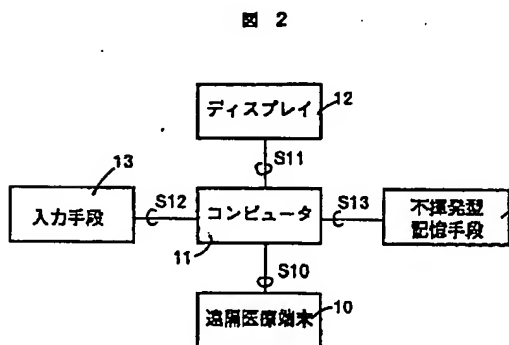 図 2
ディスプレイ
12
S11
13
入力手段
S12
コンピュータ
11
S13
不揮発型
記憶手段
S10
遠隔医療端末
10